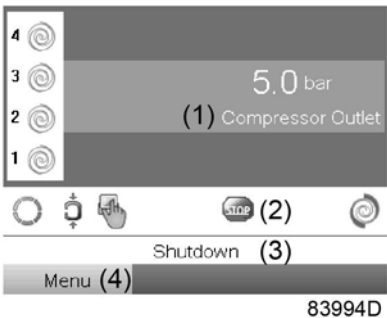 4
3
5.0 bar
2
(1) Compressor Outlet
1
STOP (2)
Shutdown (3)
Menu (4)
83994D